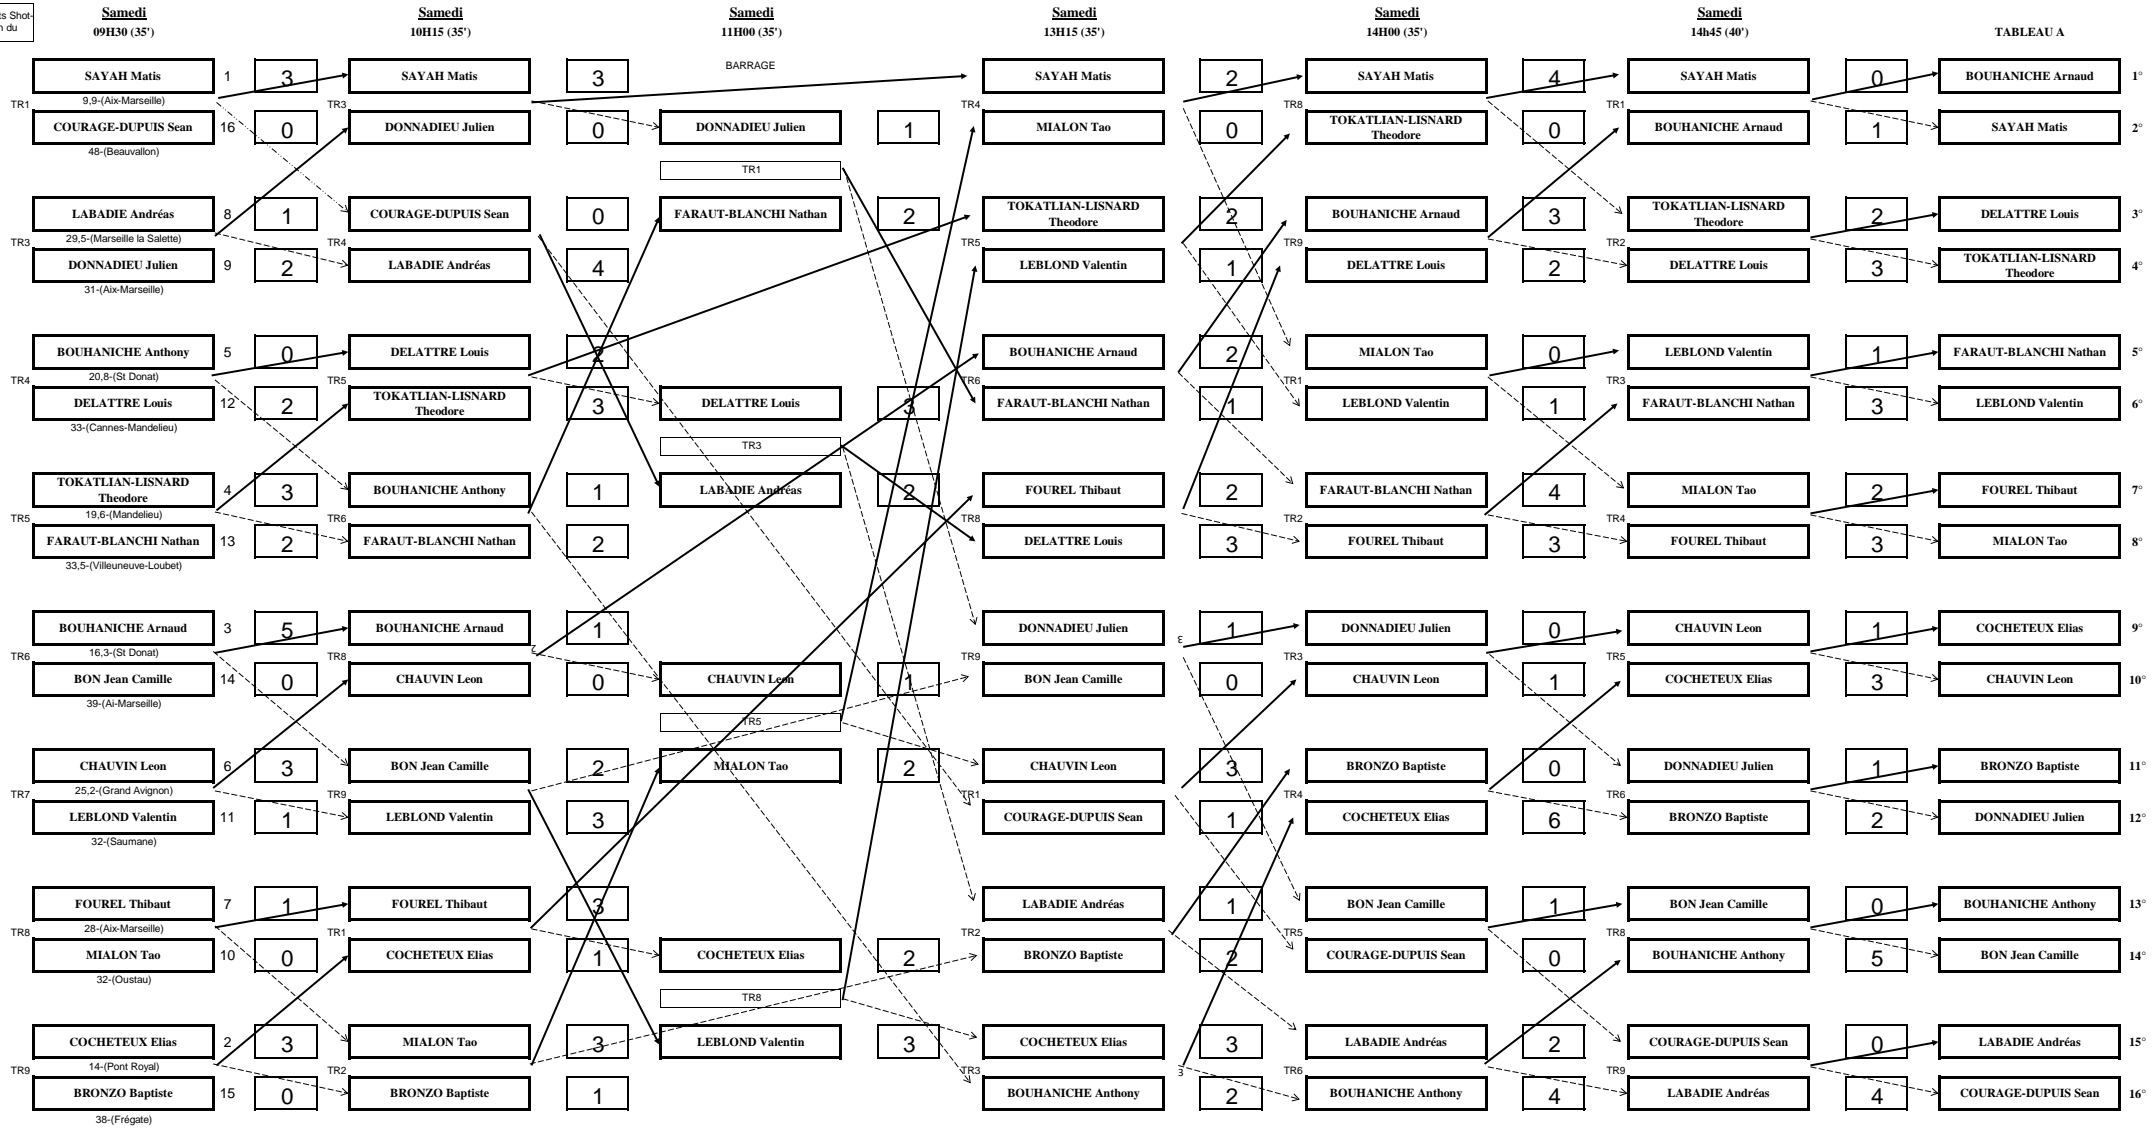 ts Shot-
n du
Samedi
09H30 (35')
Samedi
10H15 (35')
Samedi
11H00 (35')
Samedi
13H15 (35')
Samedi
14H00 (35')
Samedi
14h45 (40')
TABLEAU A
BARRAGE
SAYAH Matis 1 3 SAYAH Matis 3 SAYAH Matis 2 SAYAH Matis 4 SAYAH Matis 0 BOUHANICHE Arnaud 1°
9,9-(Aix-Marseille)
TR1 TR3 TR4 TR8 TR1
COURAGE-DUPUIS Sean 16 0 DONNADIEU Julien 0 DONNADIEU Julien 1 MIALON Tao 0 TOKATLIAN-LISNARD Theodore 0 BOUHANICHE Arnaud 1 SAYAH Matis 2°
48-(Beauvallon)
TR1
LABADIE Andréas 8 1 COURAGE-DUPUIS Sean 0 FARAUT-BLANCHI Nathan 2 TOKATLIAN-LISNARD Theodore 2 BOUHANICHE Arnaud 3 TOKATLIAN-LISNARD Theodore 2 DELATTRE Louis 3°
29,5-(Marseille la Salette)
TR3 TR4 TR5 TR9 TR2
DONNADIEU Julien 9 2 LABADIE Andréas 4 LEBLOND Valentin 1 DELATTRE Louis 2 DELATTRE Louis 3 TOKATLIAN-LISNARD Theodore 4°
31-(Aix-Marseille)
BOUHANICHE Anthony 5 0 DELATTRE Louis 2 BOUHANICHE Arnaud 2 MIALON Tao 0 LEBLOND Valentin 1 FARAUT-BLANCHI Nathan 5°
20,8-(St Donat)
TR4 TR5 TR6 TR1 TR3
DELATTRE Louis 12 2 TOKATLIAN-LISNARD Theodore 3 DELATTRE Louis 3 FARAUT-BLANCHI Nathan 1 LEBLOND Valentin 1 FARAUT-BLANCHI Nathan 3 LEBLOND Valentin 6°
33-(Cannes-Mandelieu)
TR3
TOKATLIAN-LISNARD Theodore 4 3 BOUHANICHE Anthony 1 LABADIE Andréas 2 FOUREL Thibaut 2 FARAUT-BLANCHI Nathan 4 MIALON Tao 2 FOUREL Thibaut 7°
19,6-(Mandelieu)
TR5 TR6 TR8 TR2 TR4
FARAUT-BLANCHI Nathan 13 2 FARAUT-BLANCHI Nathan 2 DELATTRE Louis 3 FOUREL Thibaut 3 FOUREL Thibaut 3 MIALON Tao 8°
33,5-(Villeuneuve-Loubet)
BOUHANICHE Arnaud 3 5 BOUHANICHE Arnaud 1 DONNADIEU Julien 1 DONNADIEU Julien 0 CHAUVIN Leon 1 COCHETEUX Elias 9°
16,3-(St Donat)
TR6 TR8 TR9 TR3 TR5
BON Jean Camille 14 0 CHAUVIN Leon 0 CHAUVIN Leon 1 BON Jean Camille 0 CHAUVIN Leon 1 COCHETEUX Elias 3 CHAUVIN Leon 10°
39-(Ai-Marseille)
TR5
CHAUVIN Leon 6 3 BON Jean Camille 2 MIALON Tao 2 CHAUVIN Leon 3 BRONZO Baptiste 0 DONNADIEU Julien 1 BRONZO Baptiste 11°
25,2-(Grand Avignon)
TR7 TR9 TR1 TR4 TR6
LEBLOND Valentin 11 1 LEBLOND Valentin 3 COURAGE-DUPUIS Sean 1 COCHETEUX Elias 6 BRONZO Baptiste 2 DONNADIEU Julien 12°
32-(Saumane)
FOUREL Thibaut 7 1 FOUREL Thibaut 3 LABADIE Andréas 1 BON Jean Camille 1 BON Jean Camille 0 BOUHANICHE Anthony 13°
28-(Aix-Marseille)
TR8 TR1 TR2 TR5 TR8
MIALON Tao 10 0 COCHETEUX Elias 1 COCHETEUX Elias 2 BRONZO Baptiste 2 COURAGE-DUPUIS Sean 0 BOUHANICHE Anthony 5 BON Jean Camille 14°
32-(Oustau)
TR8
COCHETEUX Elias 2 3 MIALON Tao 3 LEBLOND Valentin 3 COCHETEUX Elias 3 LABADIE Andréas 2 COURAGE-DUPUIS Sean 0 LABADIE Andréas 15°
14-(Pont Royal)
TR9 TR2 TR3 3 TR6 TR9
BRONZO Baptiste 15 0 BRONZO Baptiste 1 BOUHANICHE Anthony 2 BOUHANICHE Anthony 4 LABADIE Andréas 4 COURAGE-DUPUIS Sean 16°
38-(Frégate)